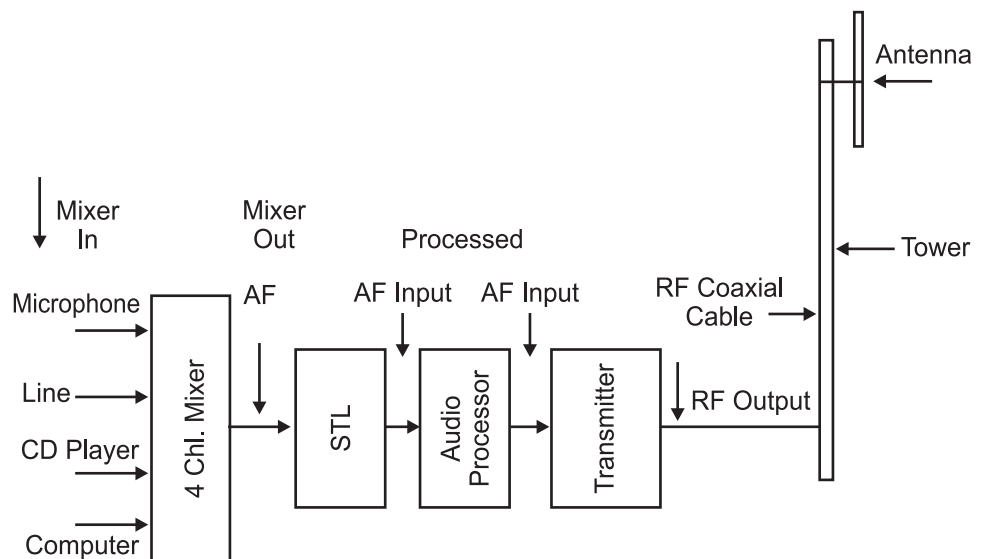 Antenna
Mixer
In
Mixer
Out
Processed
Tower
Microphone
AF
AF Input
AF Input
RF Coaxial
Cable
Line
CD Player
Computer
4 Chl. Mixer
STL
Audio
Processor
Transmitter
RF Output